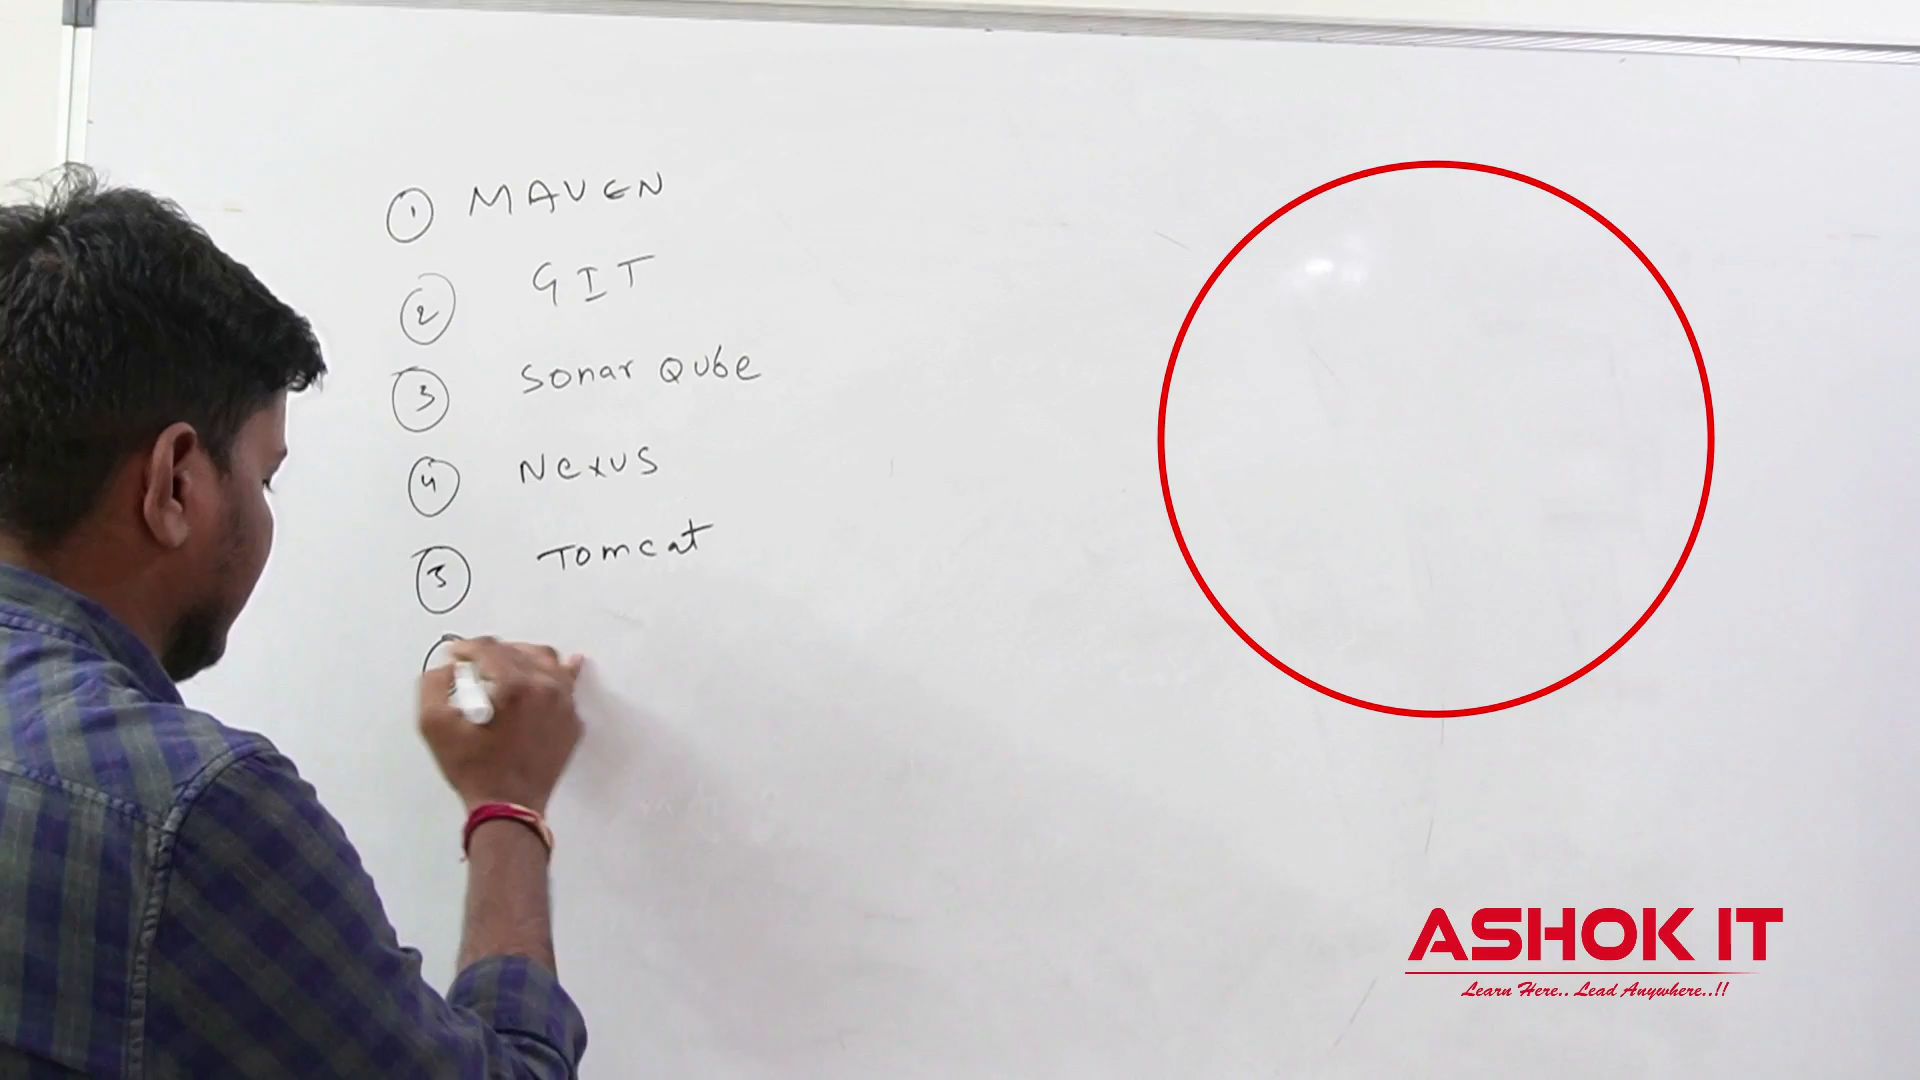 ① MAVEN
② GIT
③ Sonar Qube
④ Nexus
⑤ Tomcat
ASHOK IT
Learn Here.. Lead Anywhere..!!